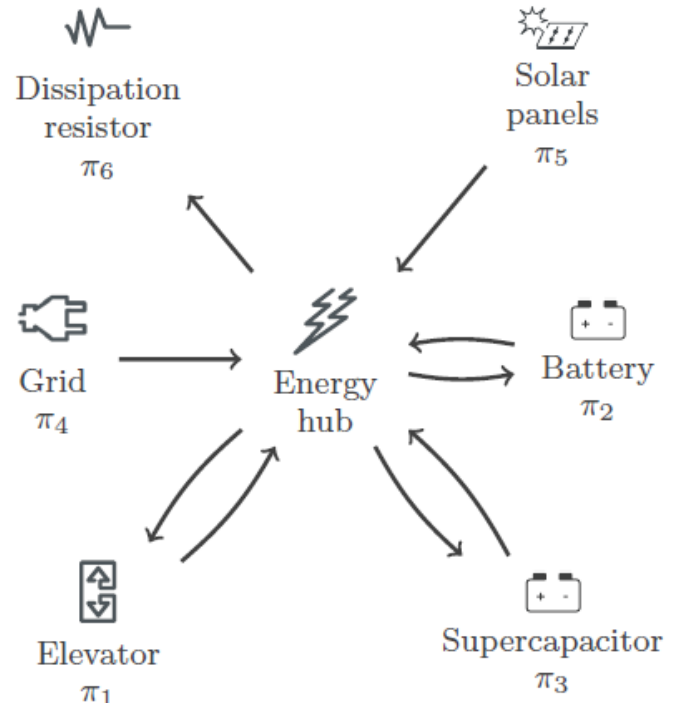 Dissipation
resistor
π6
Solar
panels
π5
Grid
π4
Energy
hub
+ -
Battery
π2
Elevator
π1
+ -
Supercapacitor
π3